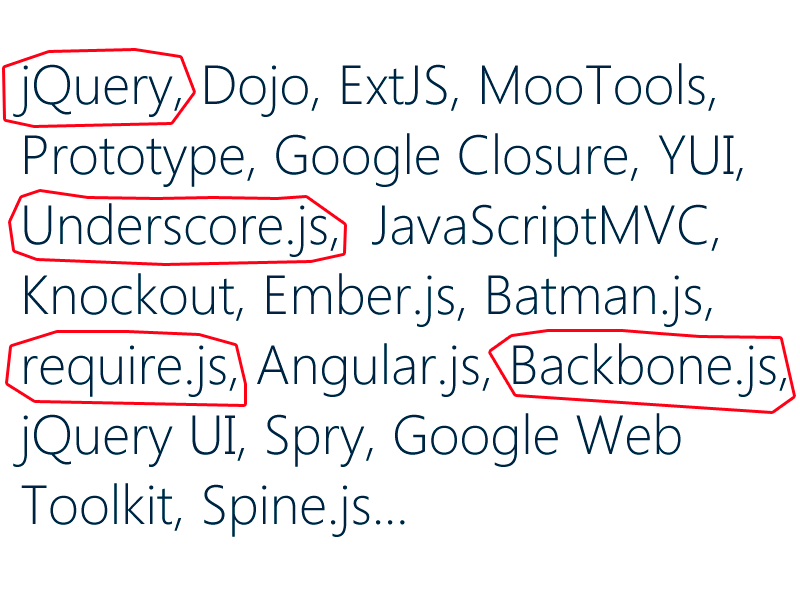 jQuery, Dojo, ExtJS, MooTools,
Prototype, Google Closure, YUI,
Underscore.js, JavaScriptMVC,
Knockout, Ember.js, Batman.js,
require.js, Angular.js, Backbone.js,
jQuery UI, Spry, Google Web
Toolkit, Spine.js...